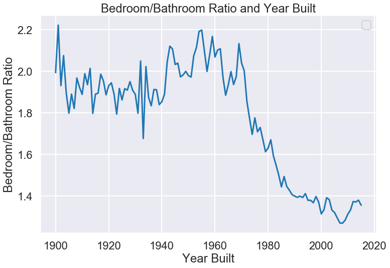 Bedroom/Bathroom Ratio and Year Built
Bedroom/Bathroom Ratio
2.2
2.0
1.8
1.6
1.4
1900 1920 1940 1960 1980 2000 2020
Year Built